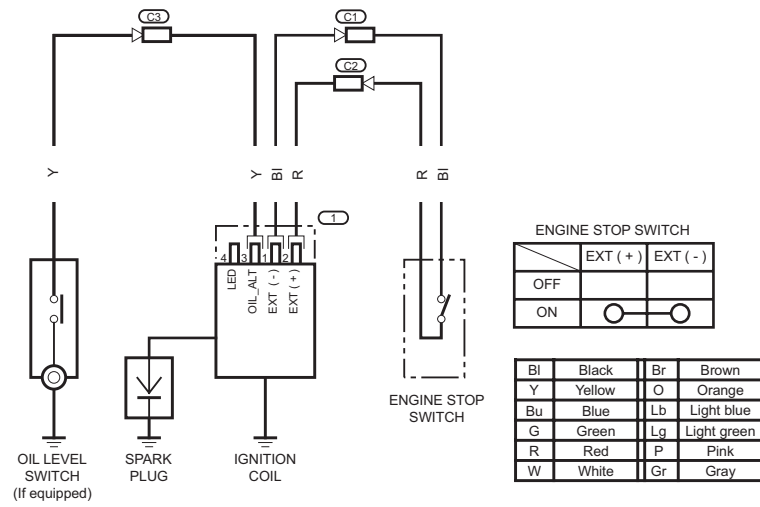 C3
C1
C2
Y
Y
Bl
R
R
Bl
1
4
3
1
2
LED
OIL_ALT
EXT (-)
EXT (+)
OIL LEVEL
SWITCH
(If equipped)
SPARK
PLUG
IGNITION
COIL
ENGINE STOP
SWITCH
ENGINE STOP SWITCH
EXT ( + ) EXT ( - )
OFF
ON
Bl Black Br Brown
Y Yellow O Orange
Bu Blue Lb Light blue
G Green Lg Light green
R Red P Pink
W White Gr Gray